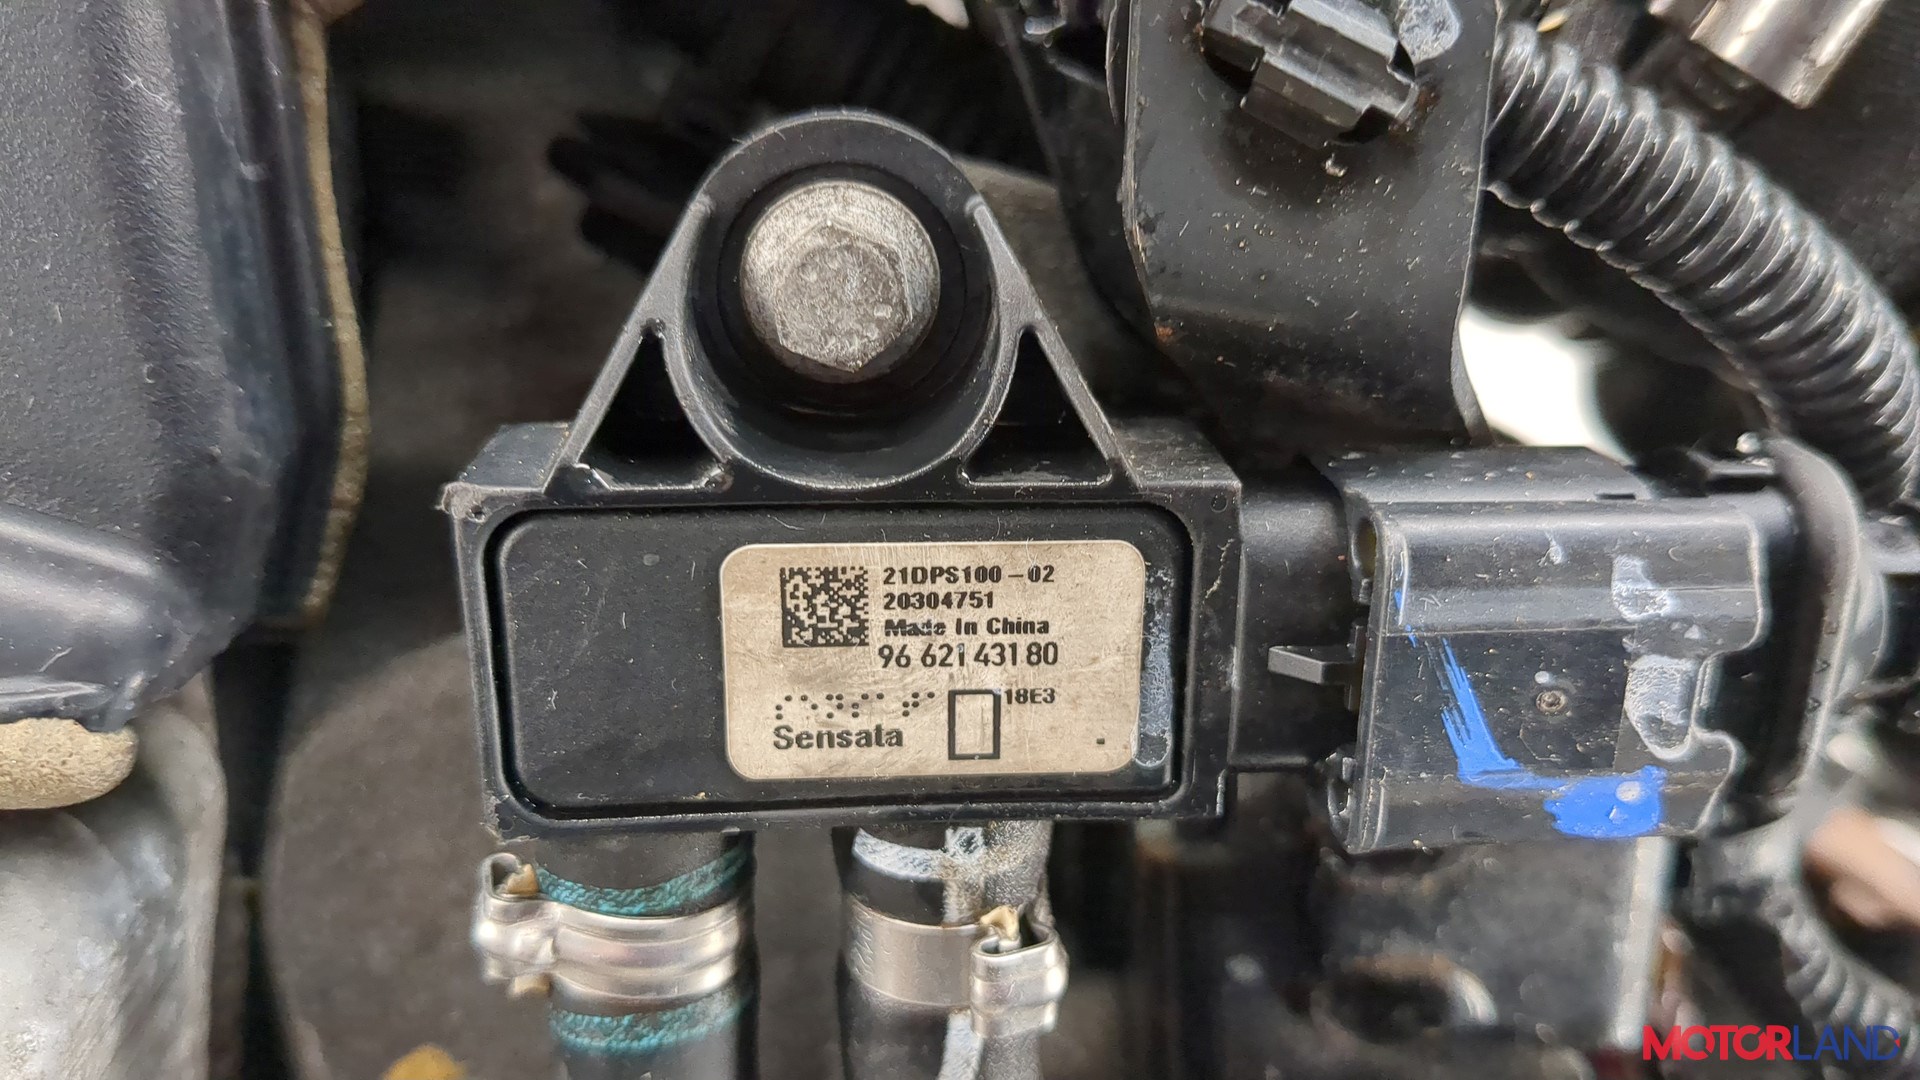 21DPS100-02
20304751
Made In China
96 621 431 80
18E3
Sensata
MOTORLAND